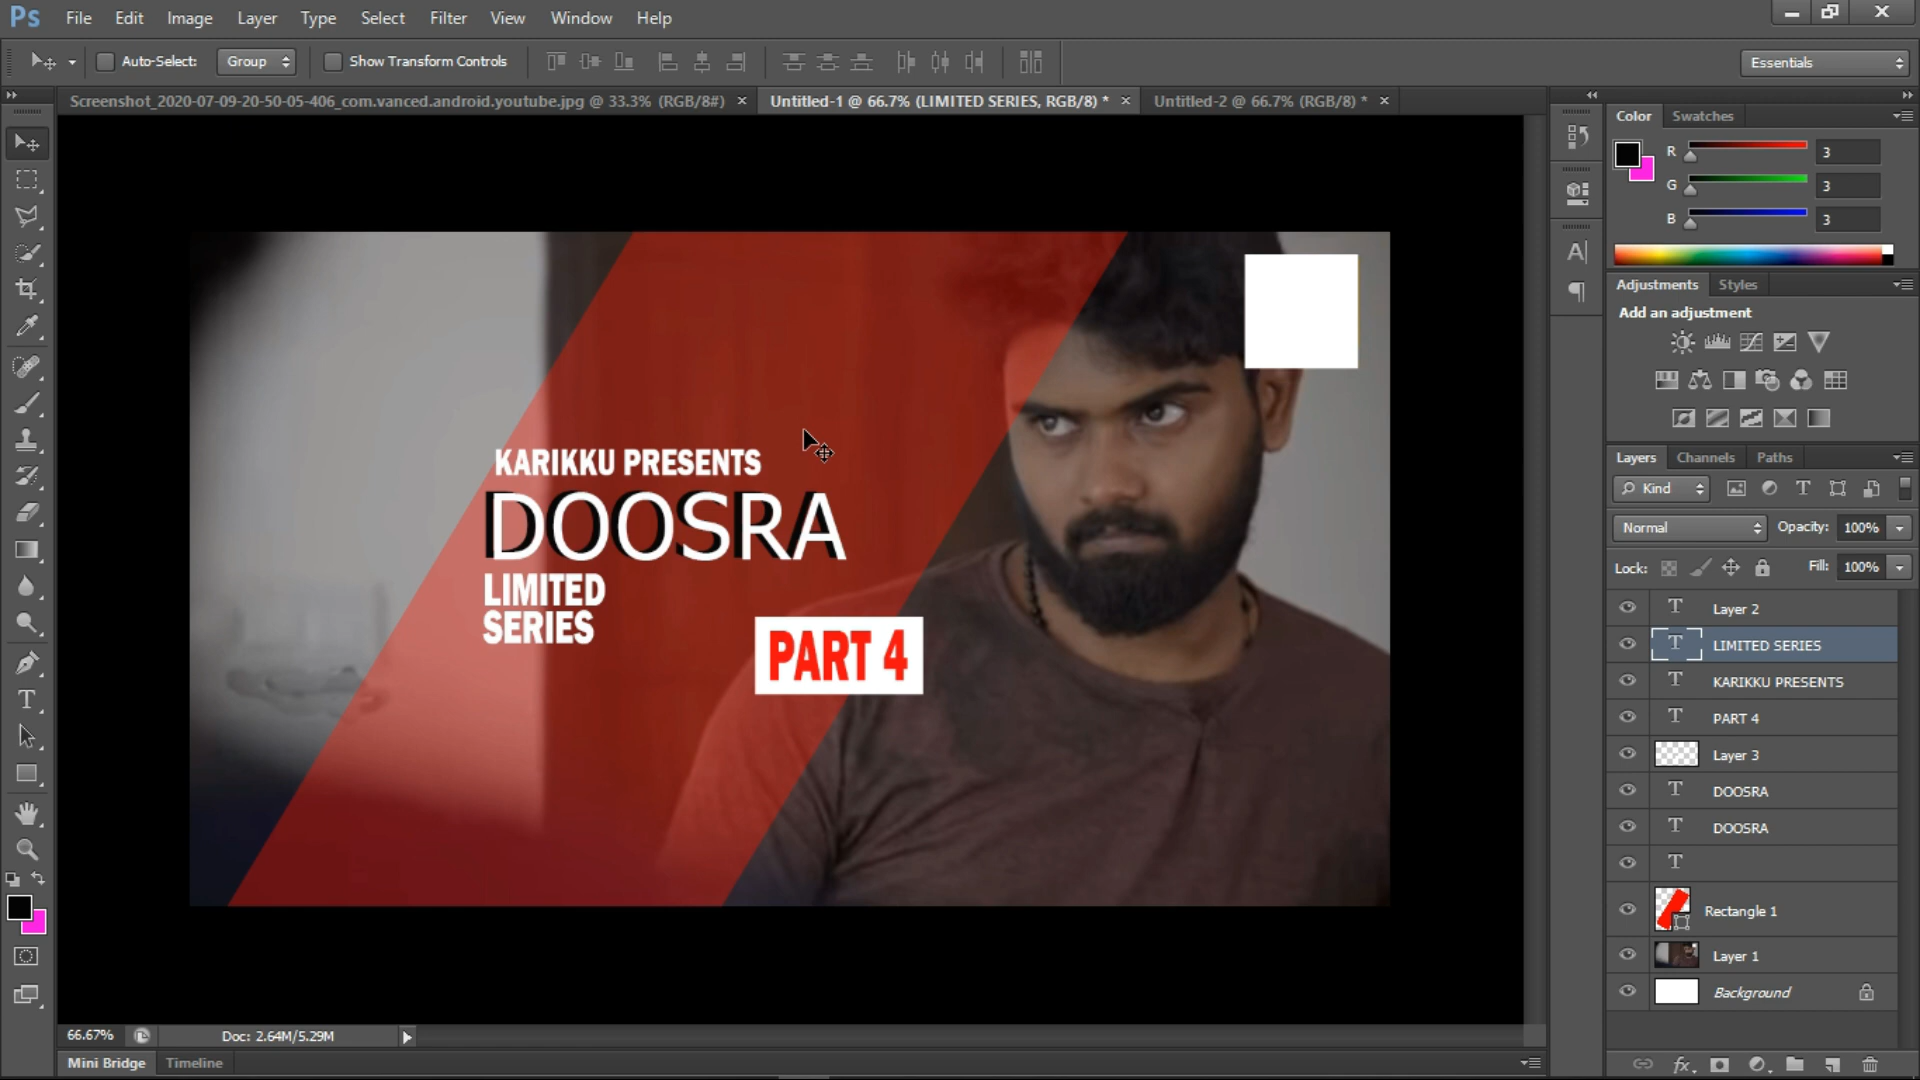 Ps File Edit Image Layer Type Select Filter View Window Help
Auto-Select: Group Show Transform Controls Essentials
Screenshot_2020-07-09-20-50-05-406_com.vanced.android.youtube.jpg @ 33.3% (RGB/8#) × Untitled-1 @ 66.7% (LIMITED SERIES, RGB/8) * × Untitled-2 @ 66.7% (RGB/8) * ×
Color Swatches
R 3
G 3
B 3
Adjustments Styles
Add an adjustment
KARIKKU PRESENTS
DOOSRA
LIMITED
SERIES
PART 4
Layers Channels Paths
Kind
Normal Opacity: 100%
Lock: Fill: 100%
T Layer 2
T LIMITED SERIES
T KARIKKU PRESENTS
T PART 4
Layer 3
T DOOSRA
T DOOSRA
T
Rectangle 1
Layer 1
Background
fx
66.67% Doc: 2.64M/5.29M
Mini Bridge Timeline